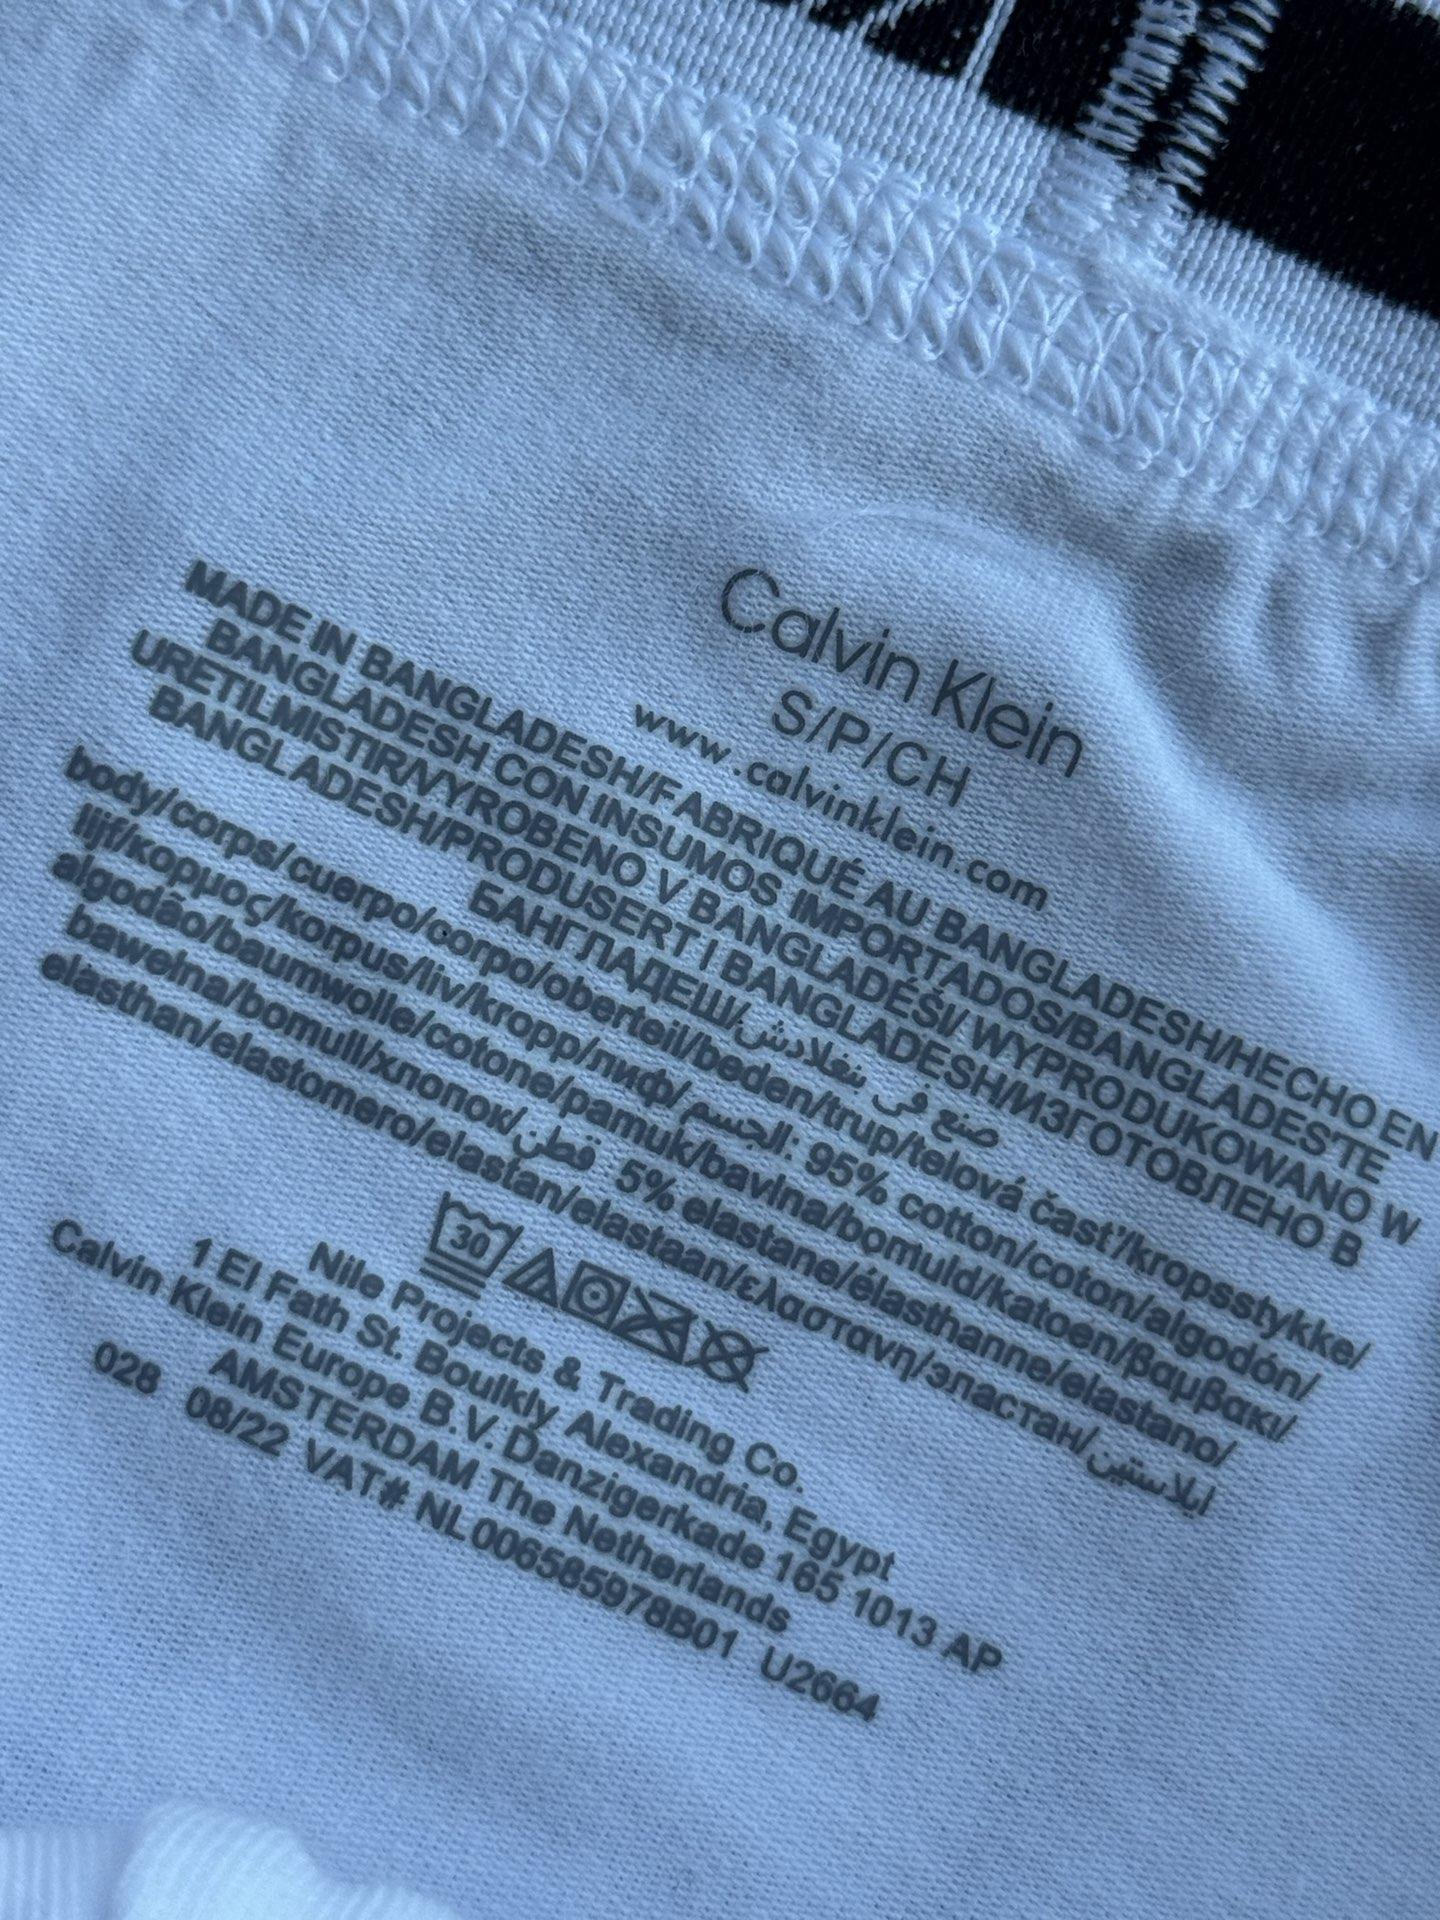 Calvin Klein
S/P/CH
www.calvinklein.com
MADE IN BANGLADESH/FABRIQUÉ AU BANGLADESH/HECHO EN
BANGLADESH CON INSUMOS IMPORTADOS/BANGLADES'TE
URETILMISTIR/VYROBENO V BANGLADÉŠI/ WYPRODUKOWANO W
BANGLADESH/PRODUSERT I BANGLADESH/ИЗГОТОВЛЕНО В
БАНГЛАДЕШ/صنع في بنغلادش
body/corps/cuerpo/corpo/oberteil/beden/trup/telová časť'/kropsstykke/
lijf/κορμος/korpus/liv/kropp/лиф/الجسم: 95% cotton/coton/algodón/
algodão/baumwolle/cotone/pamuk/bavlna/bomuld/katoen/βαμβακι/
bawełna/bomull/хлопок/قطن 5% elastane/élasthanne/elastano/
elasthan/elastomero/elastan/elastaan/ελαστανη/эластан/ايلاستين
30
Nile Projects & Trading Co.
1 El Fath St. Boulkly Alexandria, Egypt
Calvin Klein Europe B.V. Danzigerkade 165 1013 AP
AMSTERDAM The Netherlands
028 08/22 VAT# NL006585978B01 U2664